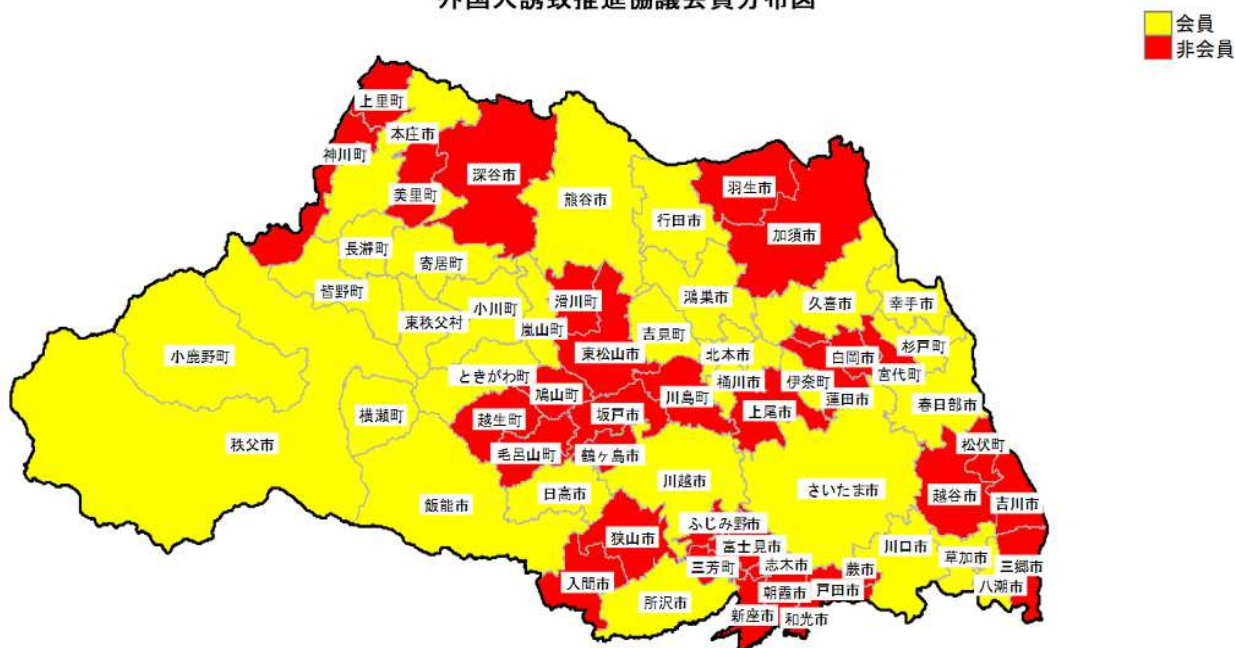 外国人誘致推進協議会員分布図
会員
非会員
上里町
本庄市
神川町
美里町
深谷市
熊谷市
行田市
羽生市
加須市
長瀞町
寄居町
皆野町
小川町
東秩父村
嵐山町
滑川町
東松山市
吉見町
鴻巣市
久喜市
幸手市
小鹿野町
ときがわ町
鳩山町
北本市
桶川市
伊奈町
白岡市
杉戸町
宮代町
蓮田市
春日部市
横瀬町
越生町
坂戸市
川島町
上尾市
秩父市
毛呂山町
鶴ヶ島市
松伏町
飯能市
日高市
川越市
さいたま市
越谷市
吉川市
狭山市
ふじみ野市
富士見市
三芳町
志木市
川口市
蕨市
草加市
三郷市
八潮市
入間市
所沢市
朝霞市
戸田市
新座市
和光市